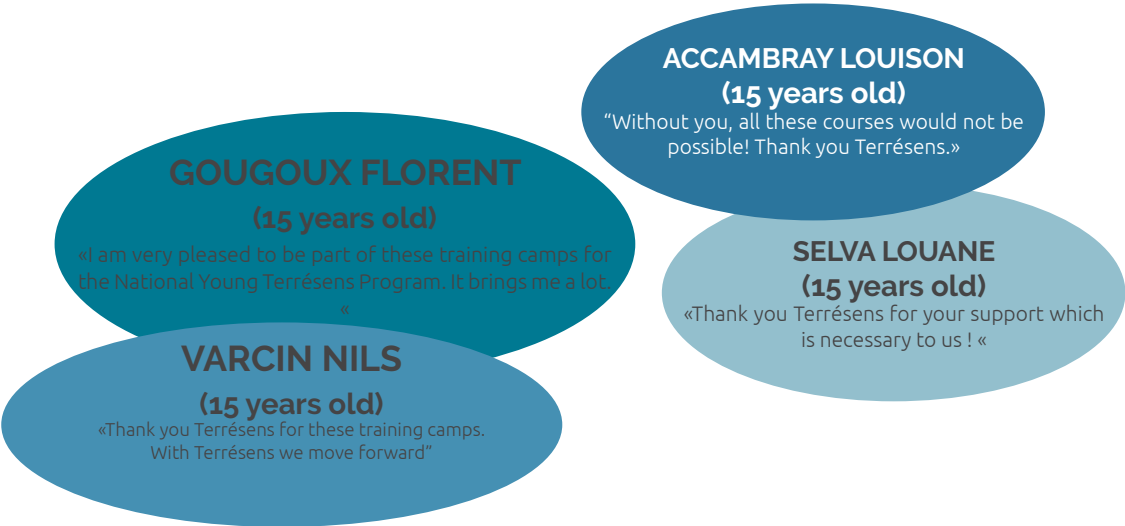 ACCAMBRAY LOUISON
(15 years old)
“Without you, all these courses would not be
possible! Thank you Terrésens.»
GOUGOUX FLORENT
(15 years old)
«I am very pleased to be part of these training camps for
the National Young Terrésens Program. It brings me a lot.
«
SELVA LOUANE
(15 years old)
«Thank you Terrésens for your support which
is necessary to us ! «
VARCIN NILS
(15 years old)
«Thank you Terrésens for these training camps.
With Terrésens we move forward”